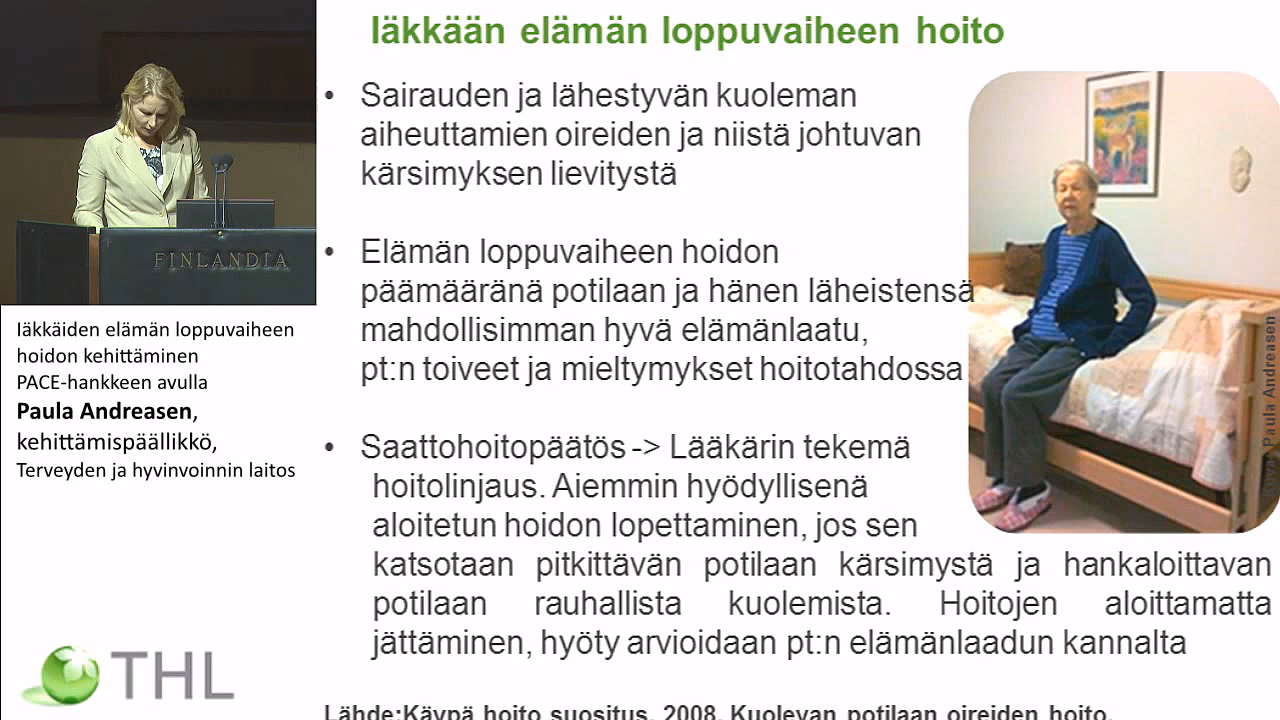 Iäkkään elämän loppuvaiheen hoito
• Sairauden ja lähestyvän kuoleman
aiheuttamien oireiden ja niistä johtuvan
kärsimyksen lievitystä
• Elämän loppuvaiheen hoidon
päämääränä potilaan ja hänen läheistensä
mahdollisimman hyvä elämänlaatu,
pt:n toiveet ja mieltymykset hoitotahdossa
• Saattohoitopäätös -> Lääkärin tekemä
hoitolinjaus. Aiemmin hyödyllisenä
aloitetun hoidon lopettaminen, jos sen
katsotaan pitkittävän potilaan kärsimystä ja hankaloittavan
potilaan rauhallista kuolemista. Hoitojen aloittamatta
jättäminen, hyöty arvioidaan pt:n elämänlaadun kannalta
Lähde:Käypä hoito suositus, 2008. Kuolevan potilaan oireiden hoito.
FINLANDIA
Iäkkäiden elämän loppuvaiheen
hoidon kehittäminen
PACE-hankkeen avulla
Paula Andreasen,
kehittämispäällikkö,
Terveyden ja hyvinvoinnin laitos
THL
Kuva: Paula Andreasen